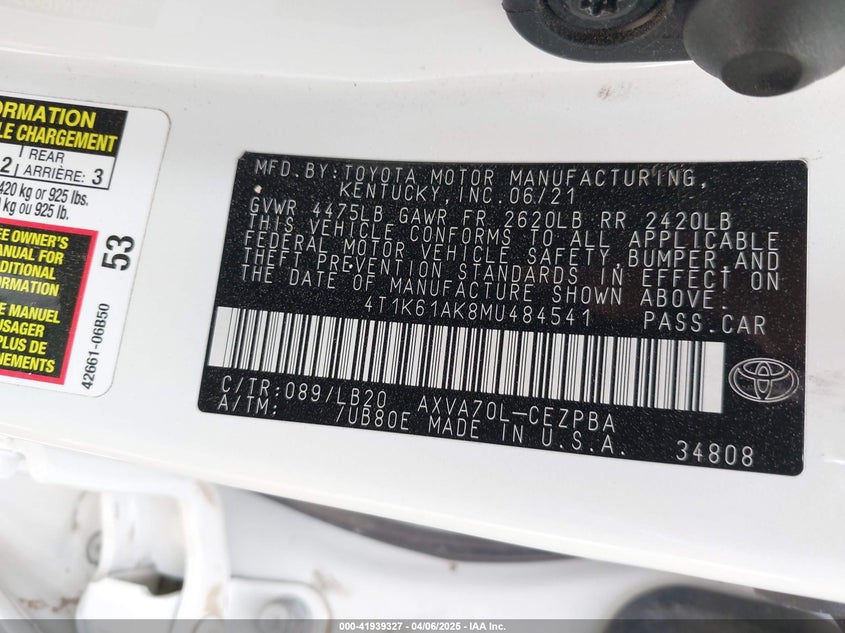 ORMATION
LE CHARGEMENT
2 REAR
ARRIÈRE: 3
420 kg or 925 lbs.
kg ou 925 lb.
EE OWNER'S
ANUAL FOR
DDITIONAL
FORMATION
LE MANUEL
USAGER
PLUS DE
NEMENTS
53
42661-06B50
MFD.BY:TOYOTA MOTOR MANUFACTURING,
KENTUCKY,INC.06/21
GVWR 4475LB GAWR FR 2620LB RR 2420LB
THIS VEHICLE CONFORMS TO ALL APPLICABLE
FEDERAL MOTOR VEHICLE SAFETY,BUMPER,AND
THEFT PREVENTION STANDARDS IN EFFECT ON
THE DATE OF MANUFACTURE SHOWN ABOVE.
4T1K61AK8MU484541 PASS.CAR
C/TR:089/LB20 AXVA70L-CEZPBA
A/TM: /UB80E MADE IN U.S.A.
34808
000-41939327 | 04/06/2025 | IAA Inc.